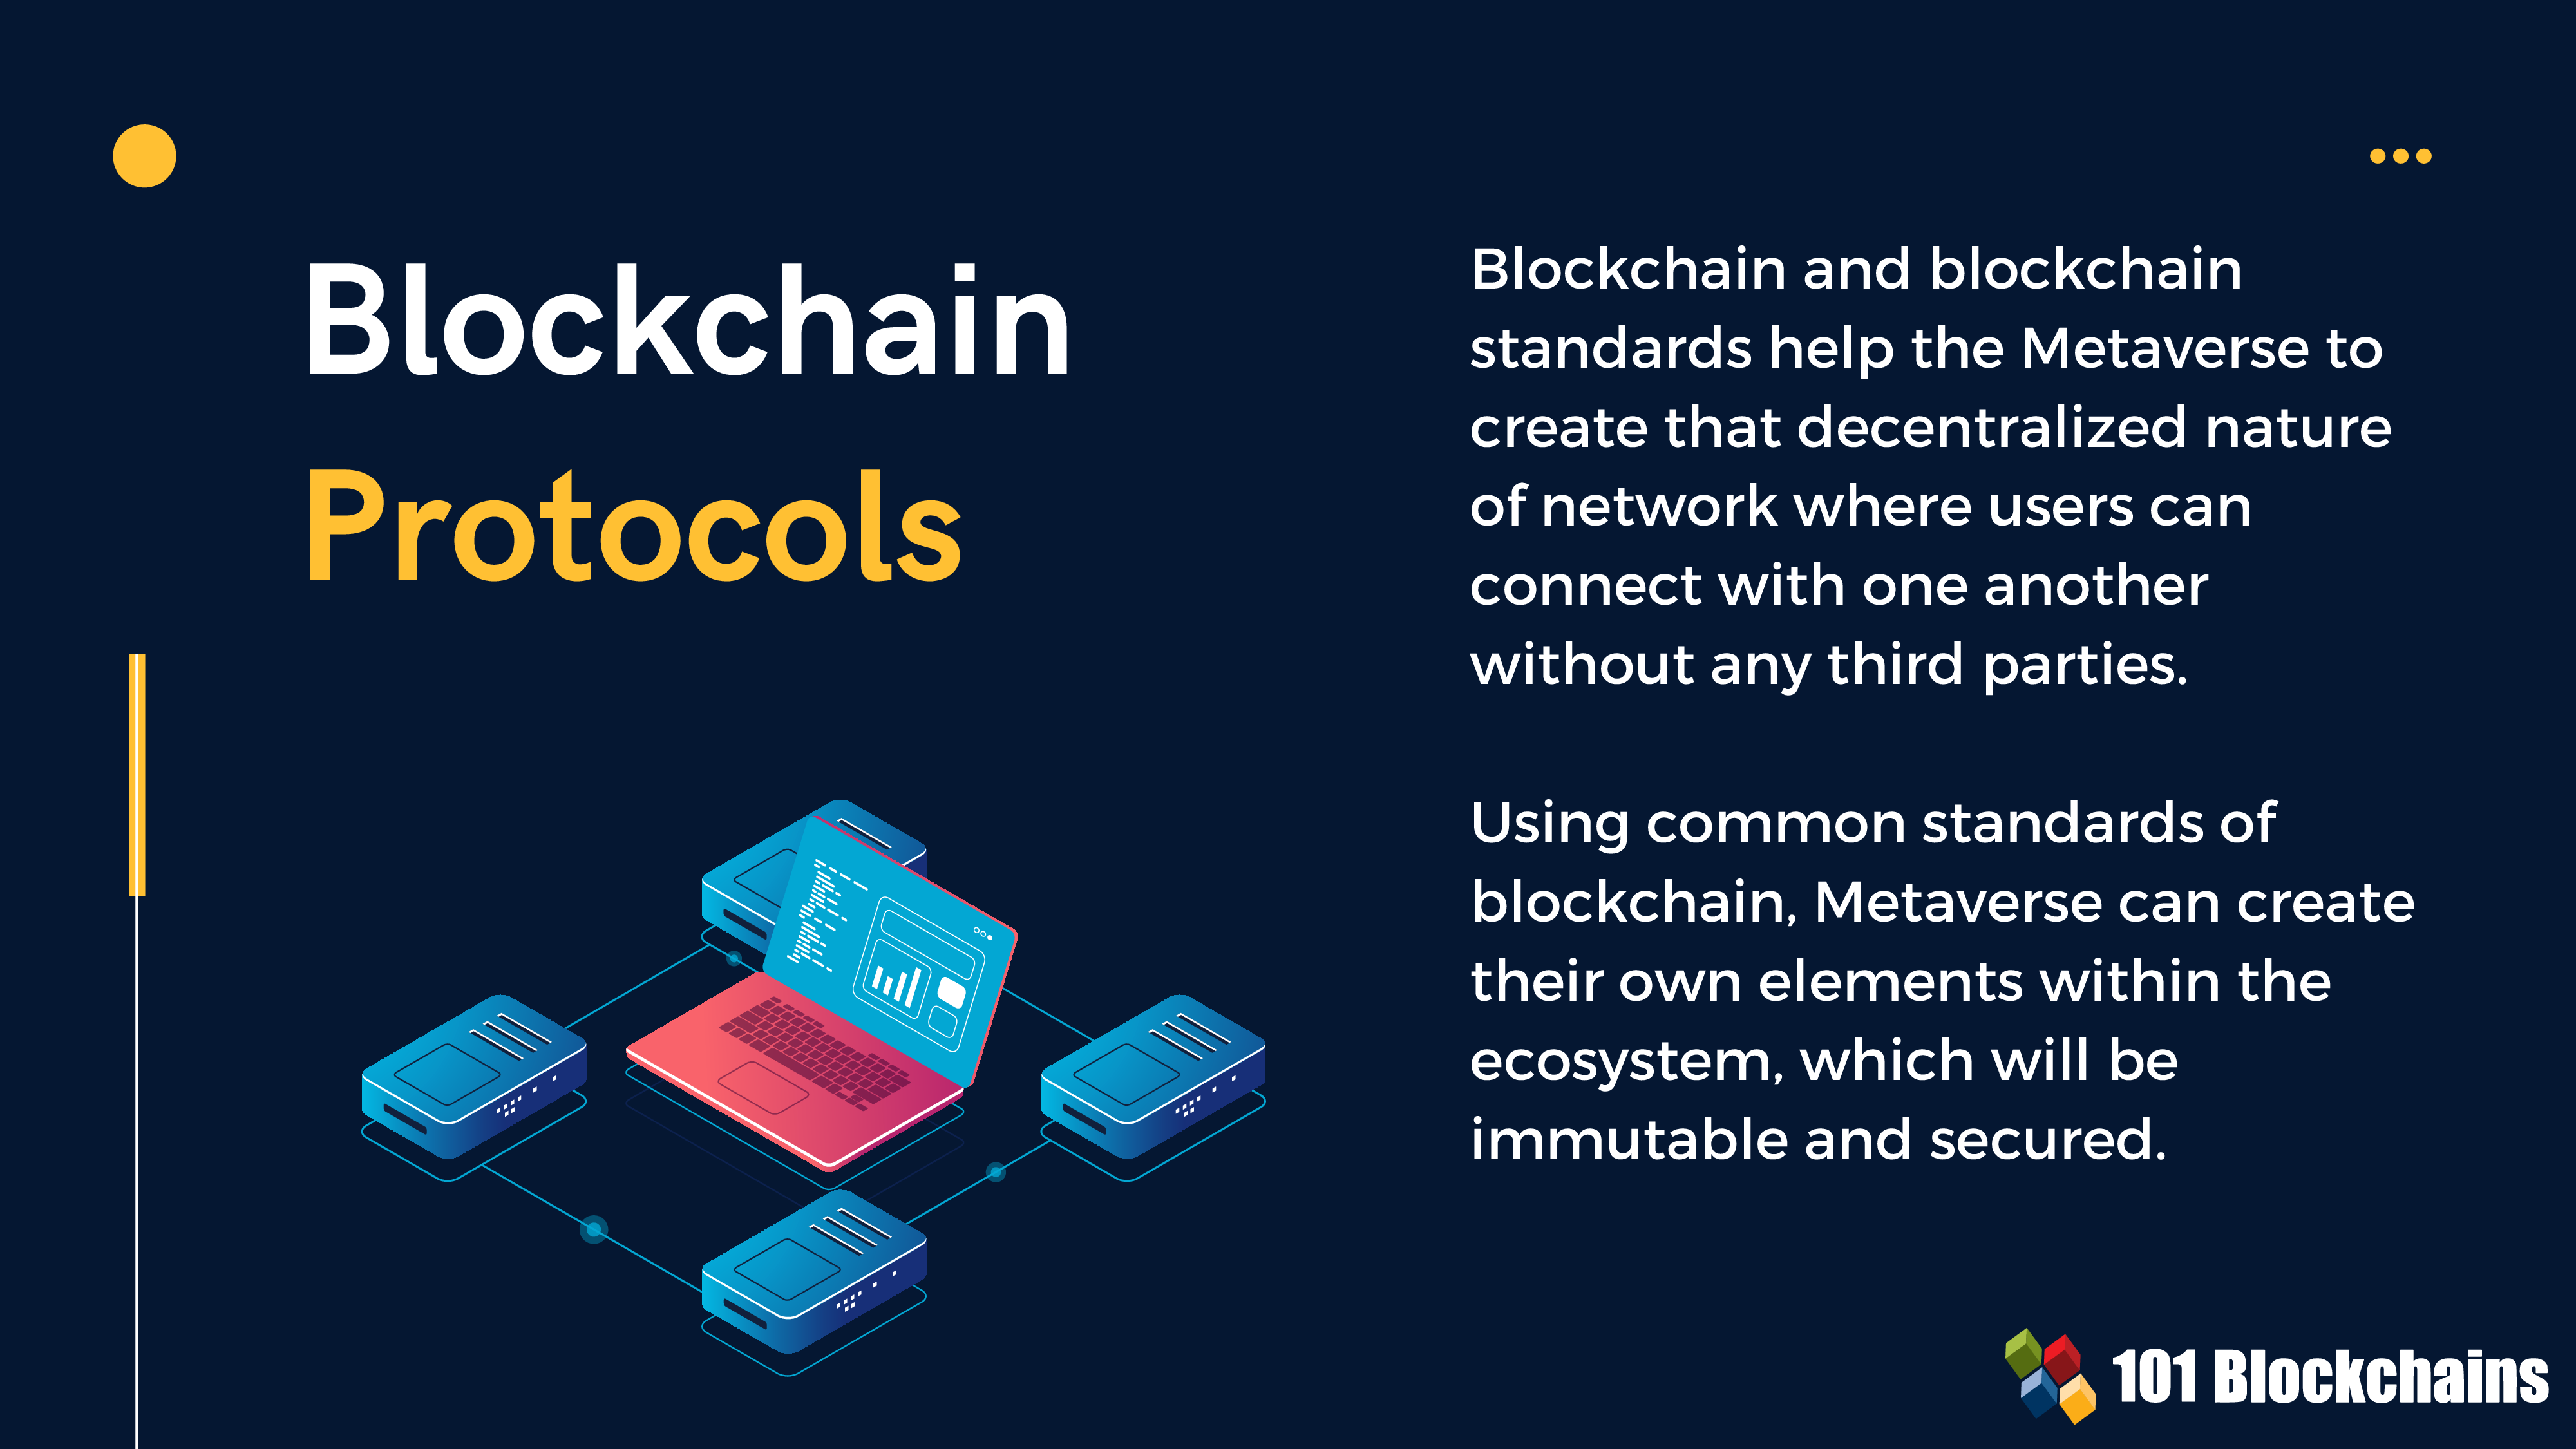 Blockchain
Protocols
Blockchain and blockchain
standards help the Metaverse to
create that decentralized nature
of network where users can
connect with one another
without any third parties.
Using common standards of
blockchain, Metaverse can create
their own elements within the
ecosystem, which will be
immutable and secured.
101 Blockchains